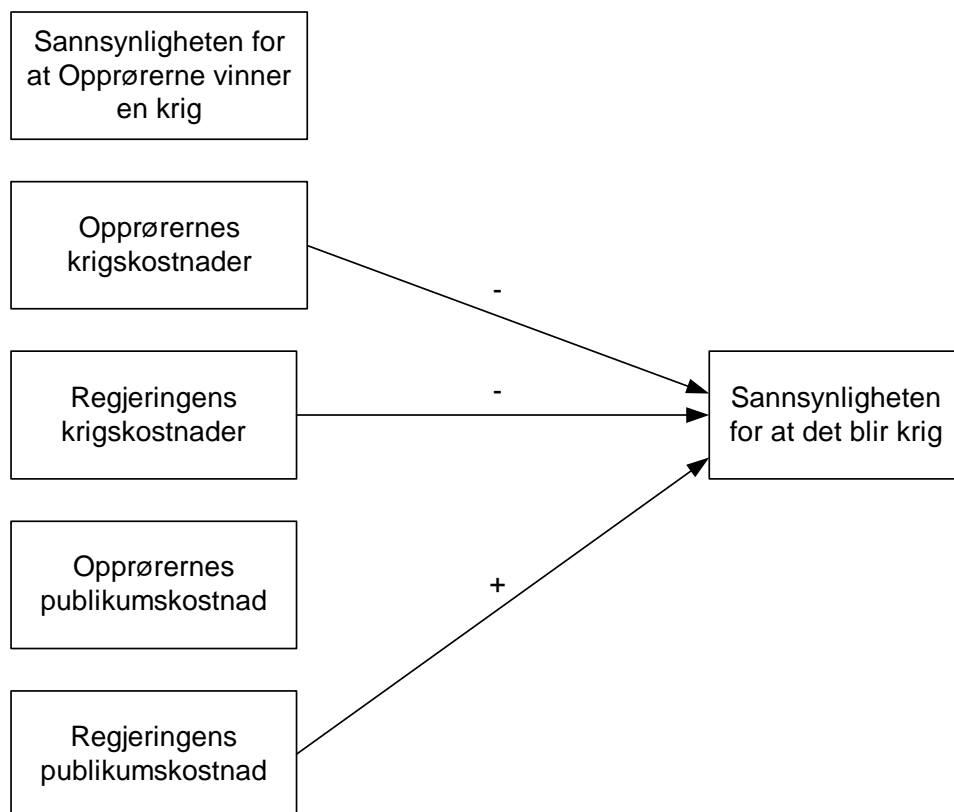 Sannsynligheten for
at Opprørerne vinner
en krig
Opprørernes
krigskostnader
-
Regjeringens
krigskostnader
-
Sannsynligheten
for at det blir krig
Opprørernes
publikumskostnad
+
Regjeringens
publikumskostnad